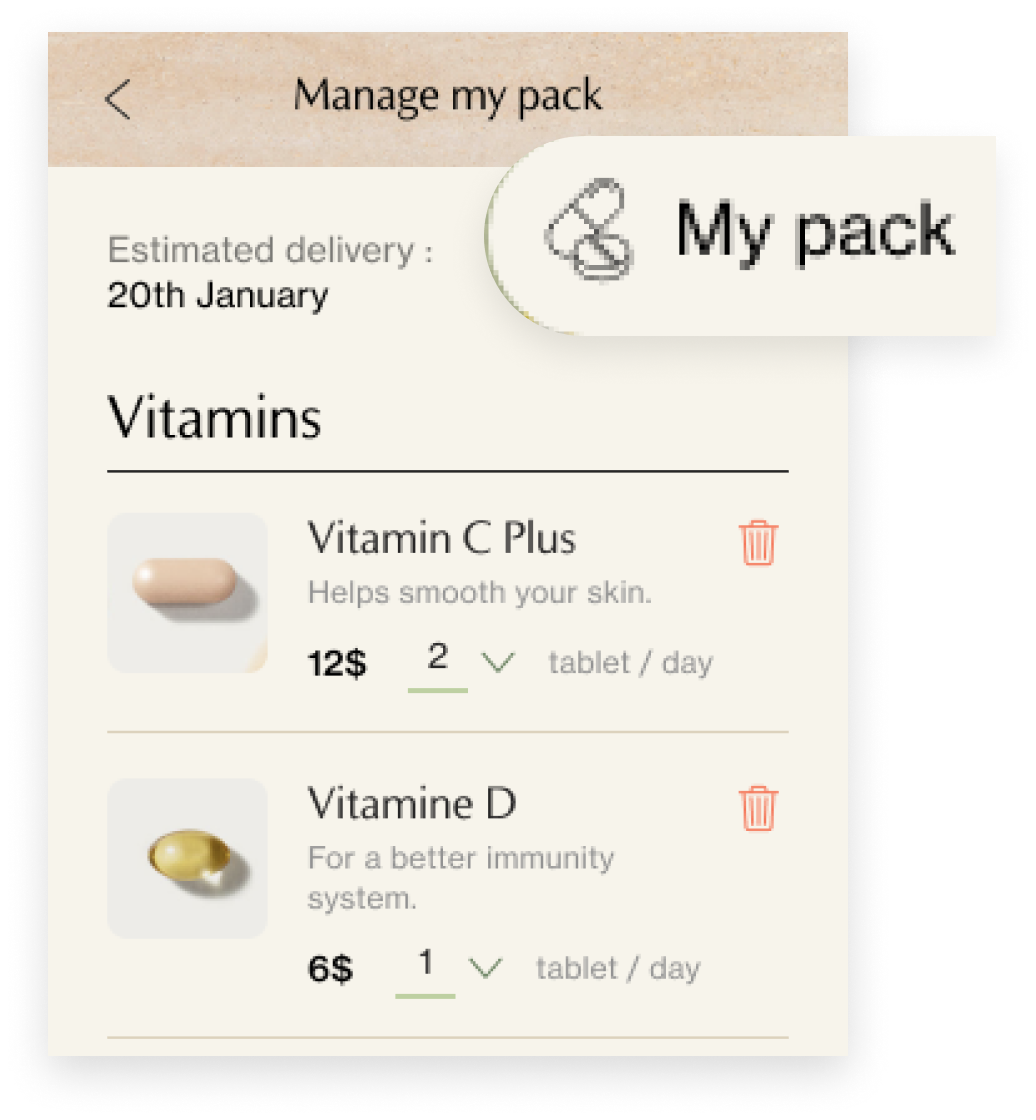 Manage my pack
My pack
Estimated delivery :
20th January
Vitamins
Vitamin C Plus
Helps smooth your skin.
12$ 2 tablet / day
Vitamine D
For a better immunity
system.
6$ 1 tablet / day